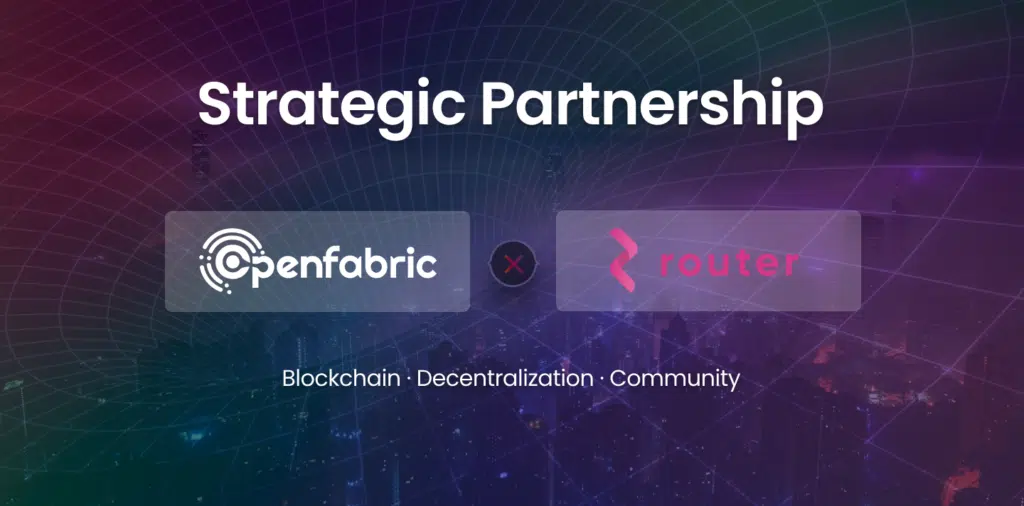 Strategic Partnership
Openfabric
router
Blockchain · Decentralization · Community